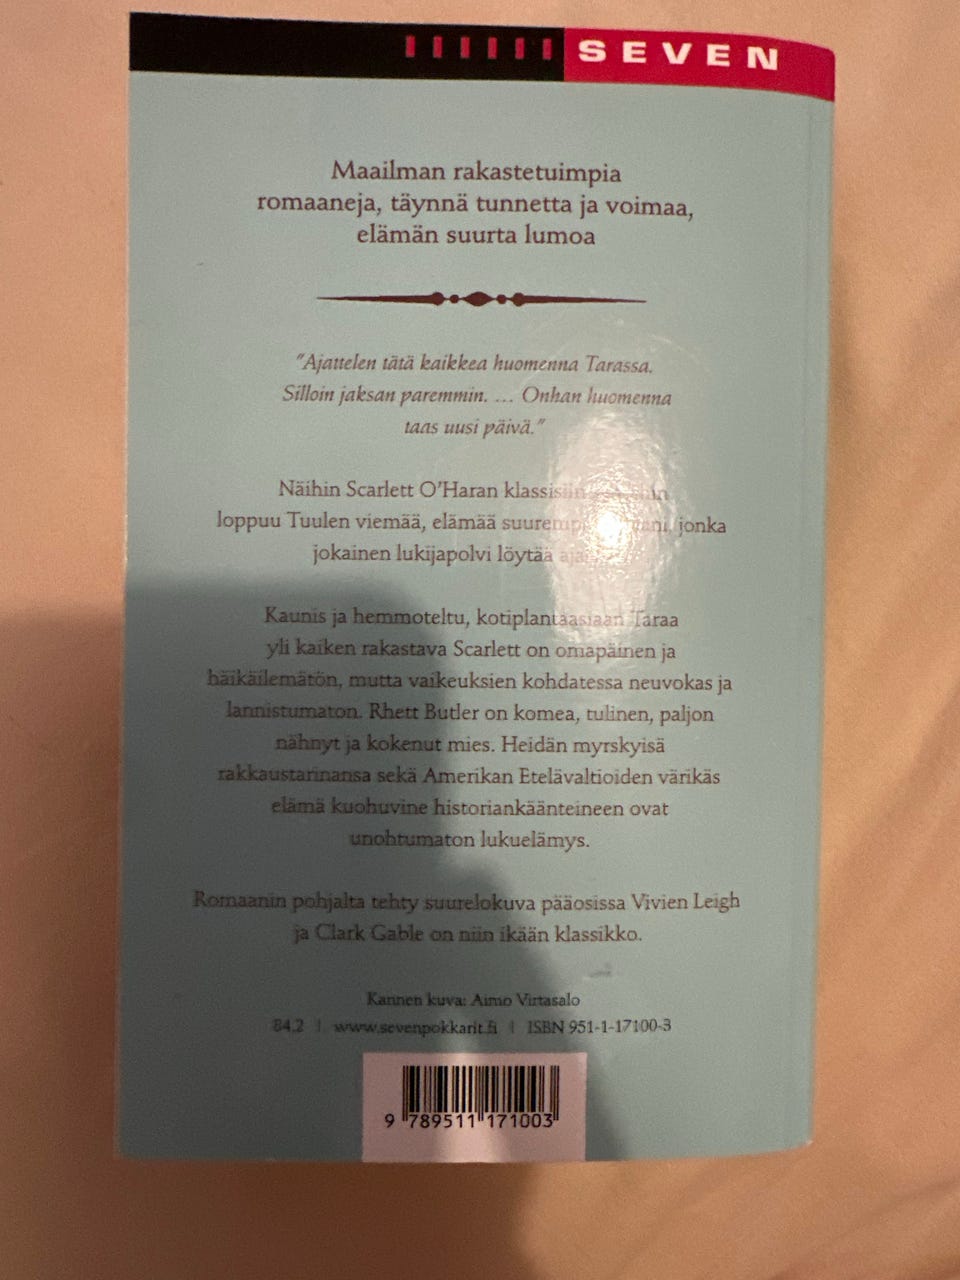 SEVEN
Maailman rakastetuimpia
romaaneja, täynnä tunnetta ja voimaa,
elämän suurta lumoa
"Ajattelen tätä kaikkea huomenna Tarassa.
Silloin jaksan paremmin. ... Onhan huomenna
taas uusi päivä."
Näihin Scarlett O'Haran
loppuu Tuulen viemää, elämää jonka
jokainen lukijapolvi löytää
Kaunis ja hemmoteltu, kotiplantaasiaan Taraa
yli kaiken rakastava Scarlett on omapäinen ja
häikäilemätön, mutta vaikeuksien kohdatessa neuvokas ja
lannistumaton. Rhett Butler on komea, tulinen, paljon
nähnyt ja kokenut mies. Heidän myrskyisä
rakkaustarinansa sekä Amerikan Etelävaltioiden värikäs
elämä kuohuvine historiankäänteineen ovat
unohtumaton lukuelämys.
Romaanin pohjalta tehty suurelokuva pääosissa Vivien Leigh
ja Clark Gable on niin ikään klassikko.
Kannen kuva: Aimo Virtasalo
84.2 | www.sevenpokkarit.fi | ISBN 951-1-17100-3
9 789511 171003